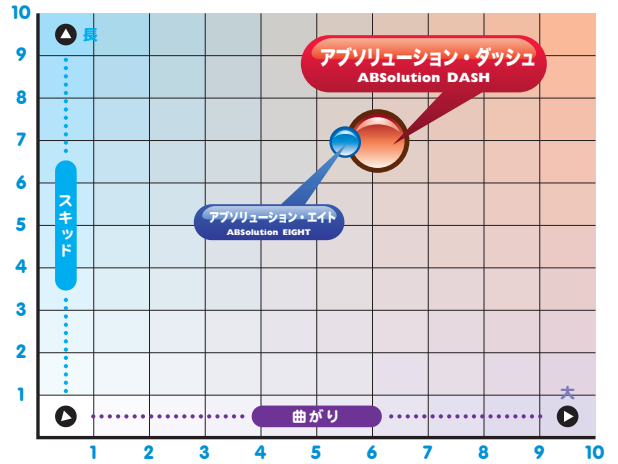 10
長
9
アブソリューション・ダッシュ
ABSolution DASH
8
7
6
スキッド
アブソリューション・エイト
ABSolution EIGHT
5
4
3
2
1
大
曲がり
1 2 3 4 5 6 7 8 9 10